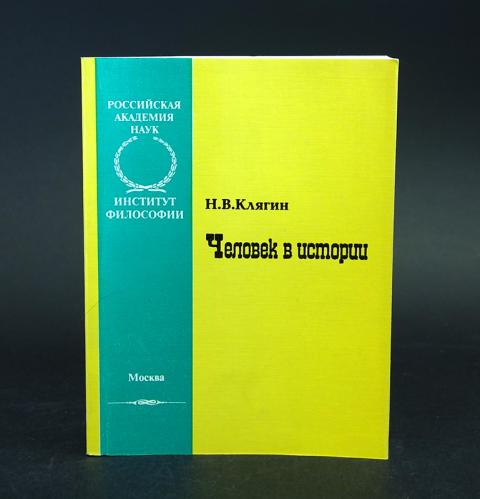 РОССИЙСКАЯ
АКАДЕМИЯ
НАУК
ИНСТИТУТ
ФИЛОСОФИИ
Н.В.Клягин
Человек в истории
Москва